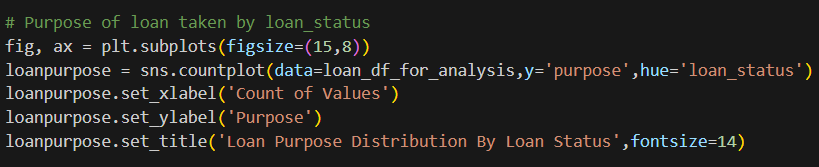 # Purpose of loan taken by loan_status
fig, ax = plt.subplots(figsize=(15,8))
loanpurpose = sns.countplot(data=loan_df_for_analysis,y='purpose',hue='loan_status')
loanpurpose.set_xlabel('Count of Values')
loanpurpose.set_ylabel('Purpose')
loanpurpose.set_title('Loan Purpose Distribution By Loan Status',fontsize=14)